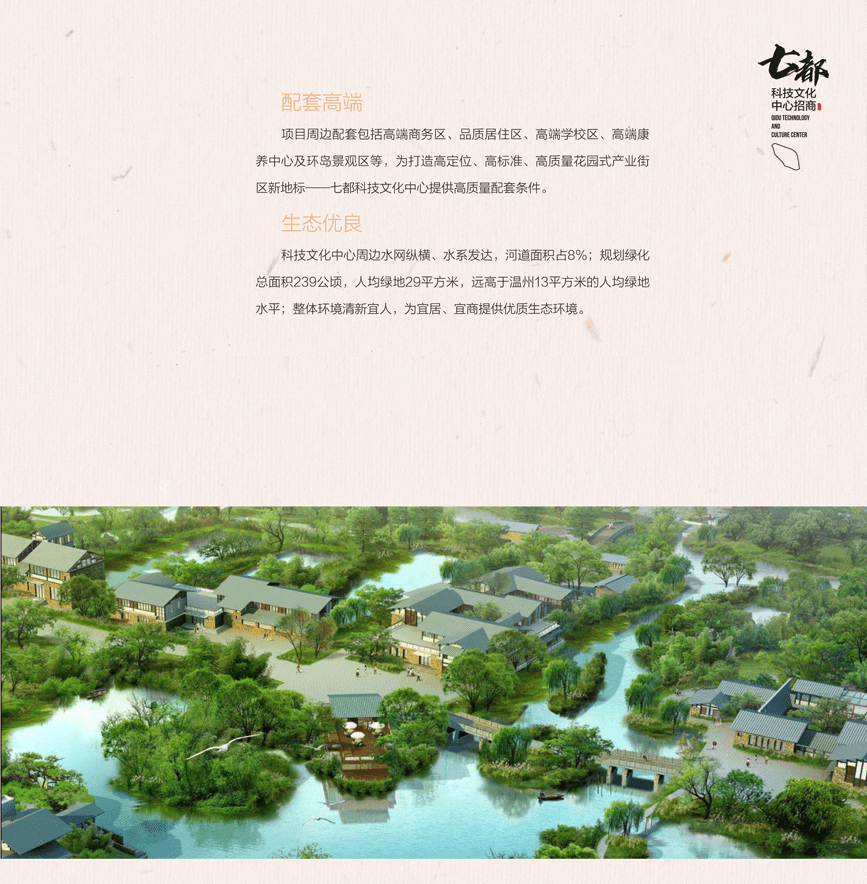 七都
科技文化
中心招商
QIDU TECHNOLOGY
AND
CULTURE CENTER
配套高端
项目周边配套包括高端商务区、品质居住区、高端学校区、高端康
养中心及环岛景观区等，为打造高定位、高标准、高质量花园式产业街
区新地标——七都科技文化中心提供高质量配套条件。
生态优良
科技文化中心周边水网纵横、水系发达，河道面积占8%；规划绿化
总面积239公顷，人均绿地29平方米，远高于温州13平方米的人均绿地
水平；整体环境清新宜人，为宜居、宜商提供优质生态环境。